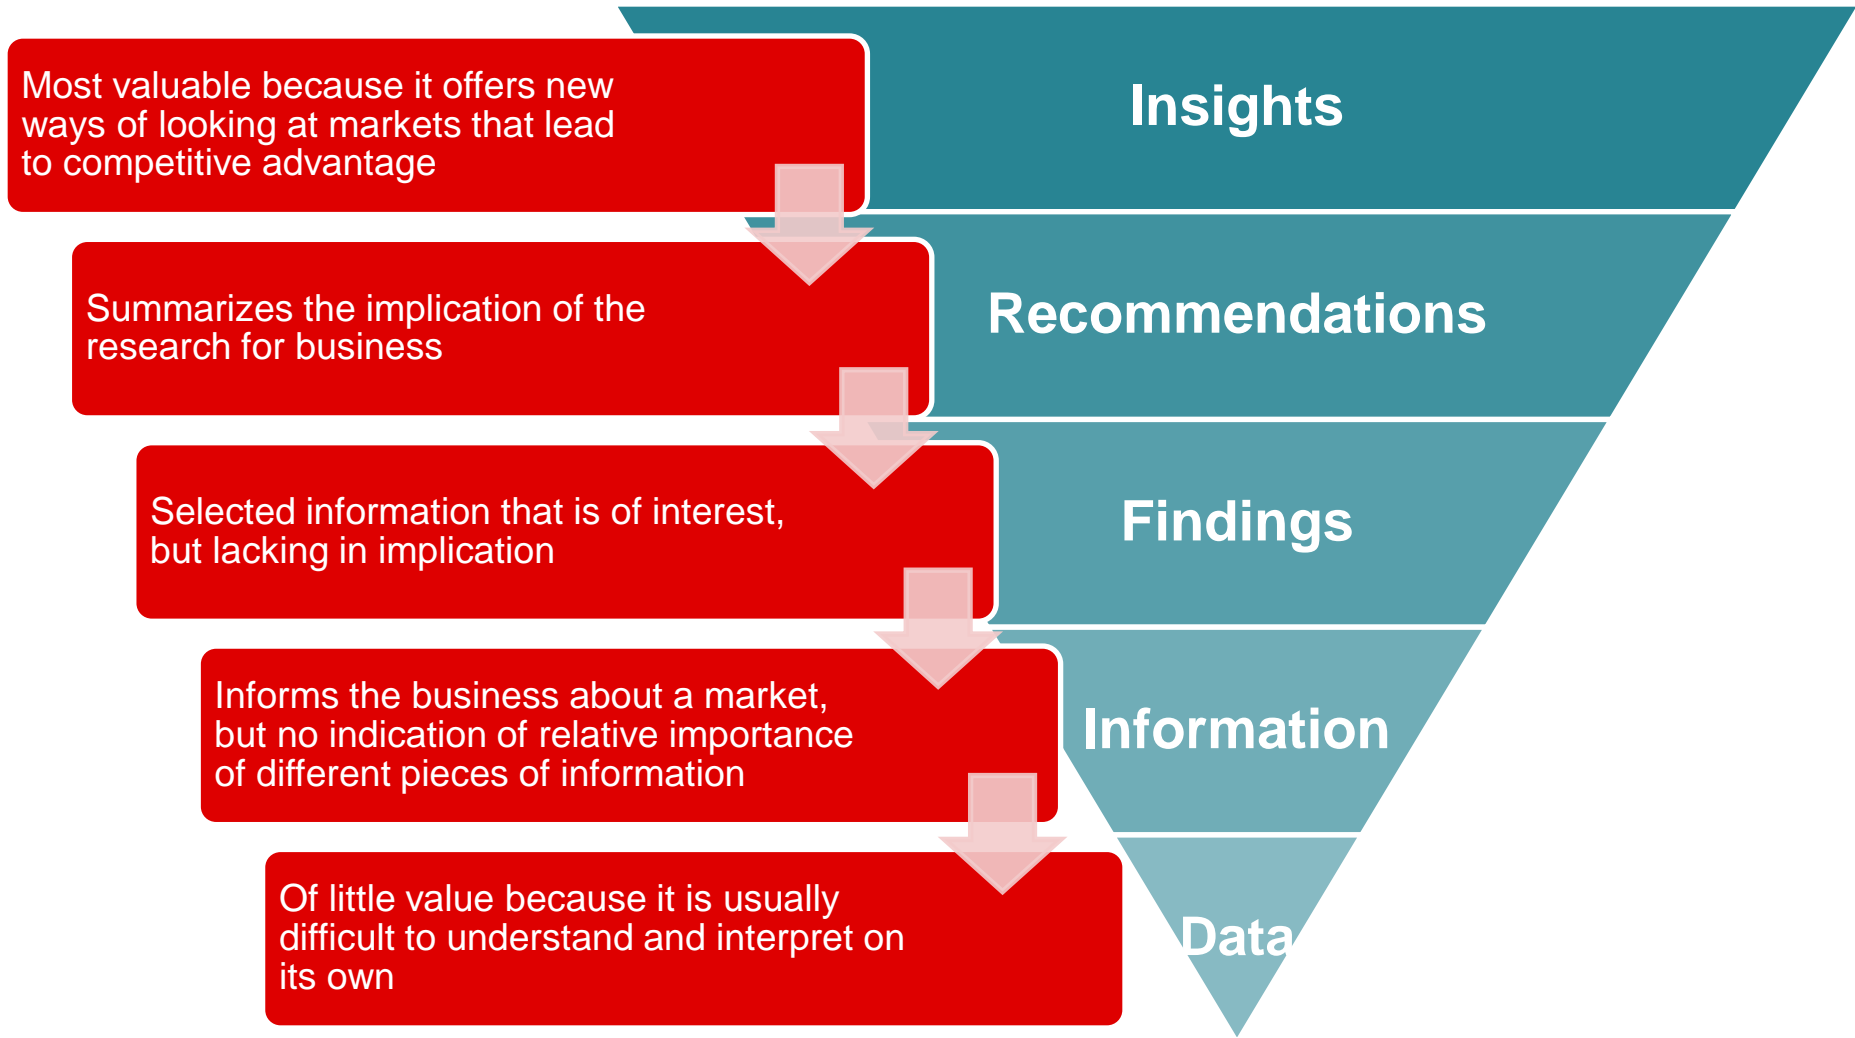 Most valuable because it offers new
ways of looking at markets that lead
to competitive advantage
Insights
Summarizes the implication of the
research for business
Recommendations
Selected information that is of interest,
but lacking in implication
Findings
Informs the business about a market,
but no indication of relative importance
of different pieces of information
Information
Of little value because it is usually
difficult to understand and interpret on
its own
Data